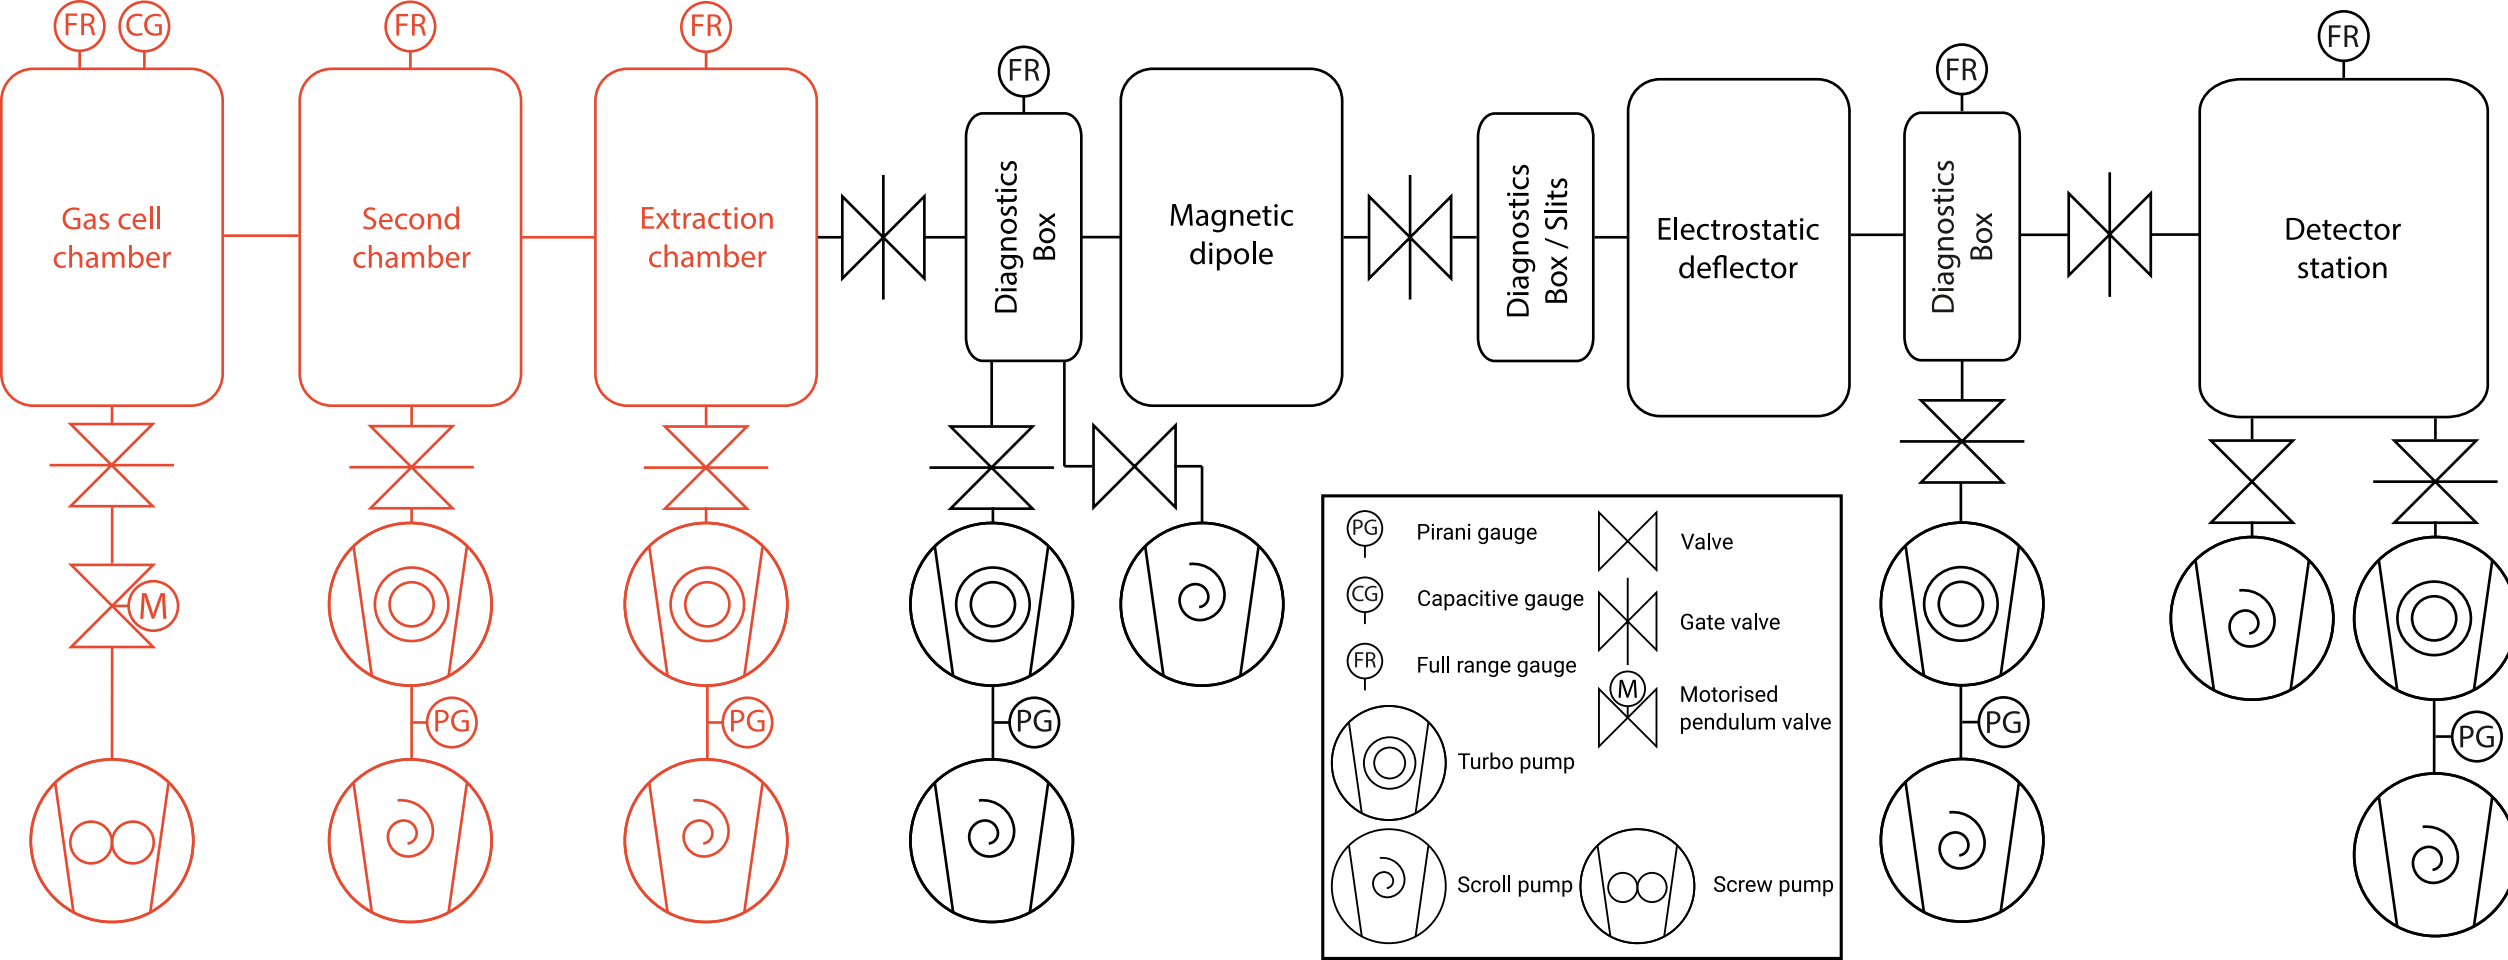 FR
CG
FR
FR
FR
FR
FR
Gas cell
chamber
Second
chamber
Extraction
chamber
Diagnostics
Box
Magnetic
dipole
Diagnostics
Box / Slits
Electrostatic
deflector
Diagnostics
Box
Detector
station
M
PG
PG
PG
PG
PG
PG
Pirani gauge
CG
Capacitive gauge
FR
Full range gauge
Turbo pump
Scroll pump
Valve
Gate valve
M
Motorised
pendulum valve
Screw pump